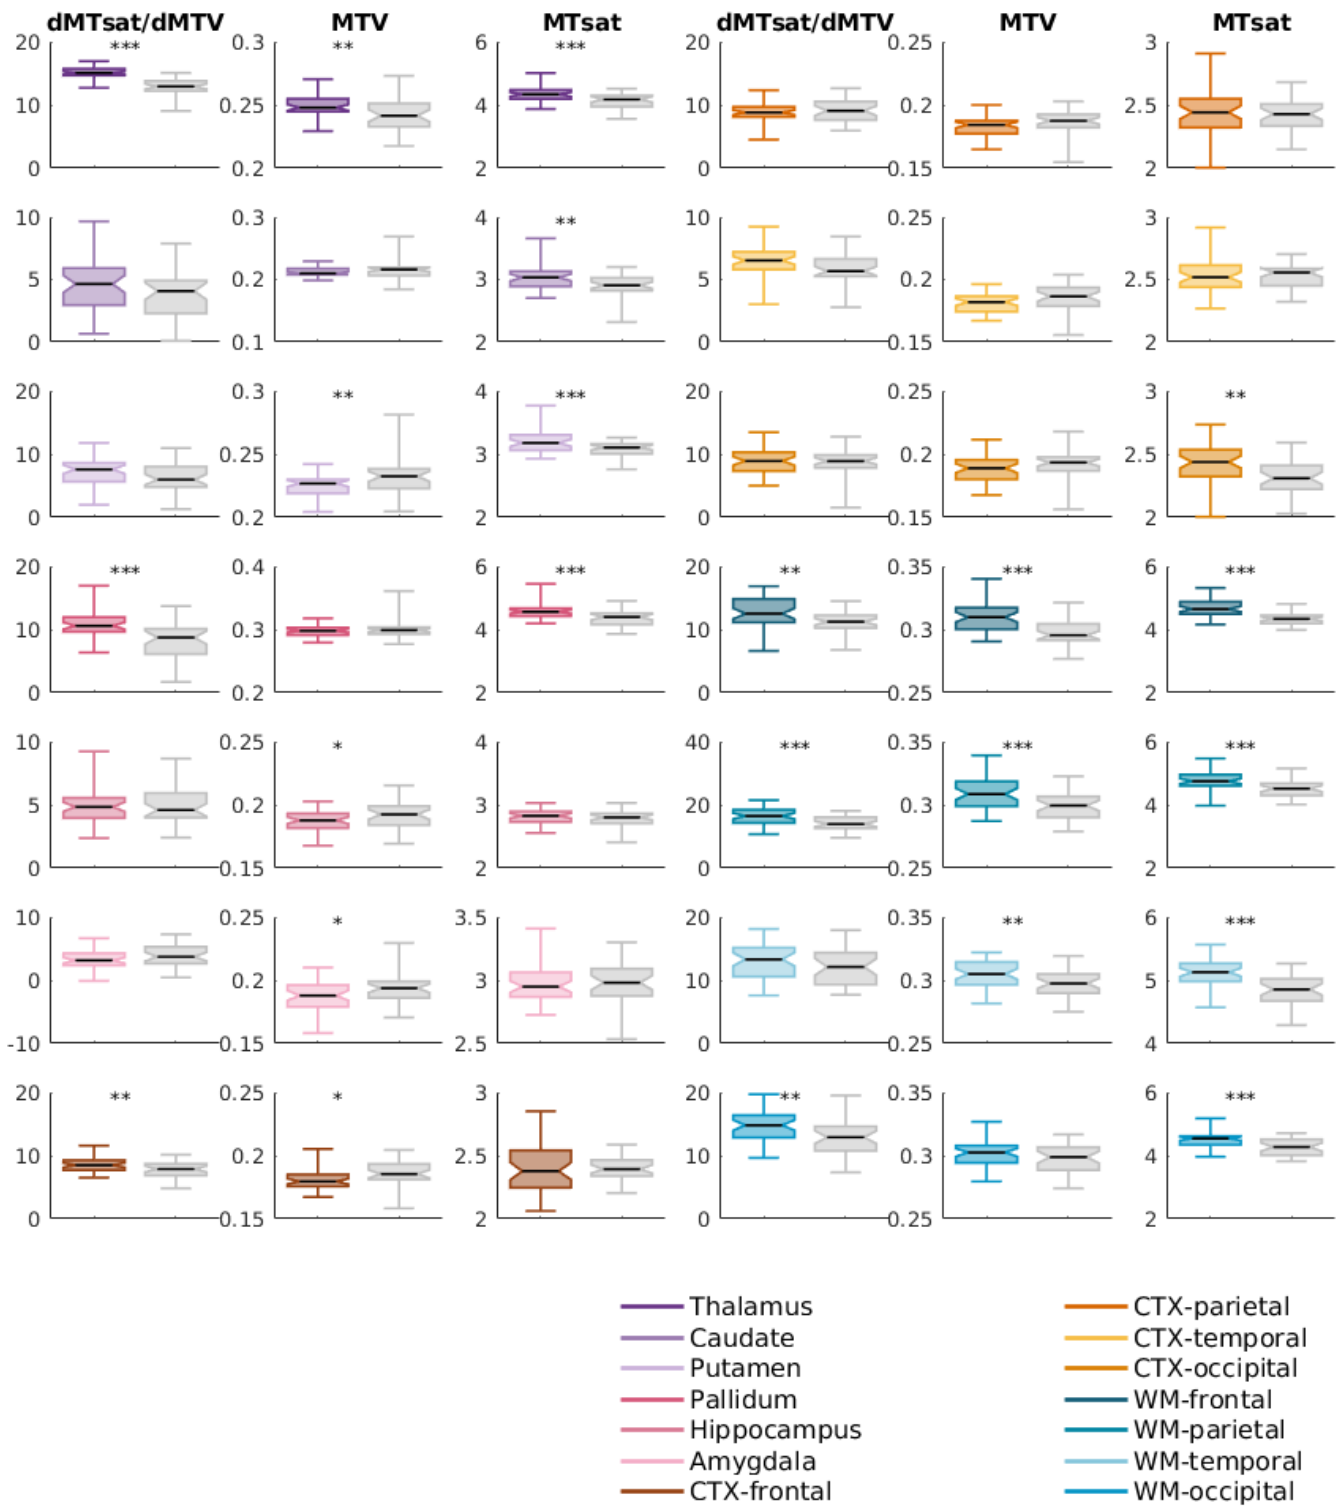 dMTsat/dMTV MTV MTsat dMTsat/dMTV MTV MTsat
20 0.3 6 20 0.25 3
*** ** ***
10 0.25 4 10 0.2 2.5
0 0.2 2 0 0.15 2
10 0.3 4 10 0.25 3
**
5 0.2 3 5 0.2 2.5
0 0.1 2 0 0.15 2
20 0.3 4 20 0.25 3
** *** **
10 0.25 3 10 0.2 2.5
0 0.2 2 0 0.15 2
20 0.4 6 20 0.35 6
*** *** ** *** ***
10 0.3 4 10 0.3 4
0 0.2 2 0 0.25 2
10 0.25 4 40 0.35 6
* *** *** ***
5 0.2 3 20 0.3 4
0 0.15 2 0 0.25 2
10 0.25 3.5 20 0.35 6
* ** ***
0 0.2 3 10 0.3 5
-10 0.15 2.5 0 0.25 4
20 0.25 3 20 0.35 6
** * ** ***
10 0.2 2.5 10 0.3 4
0 0.15 2 0 0.25 2
Thalamus CTX-parietal
Caudate CTX-temporal
Putamen CTX-occipital
Pallidum WM-frontal
Hippocampus WM-parietal
Amygdala WM-temporal
CTX-frontal WM-occipital